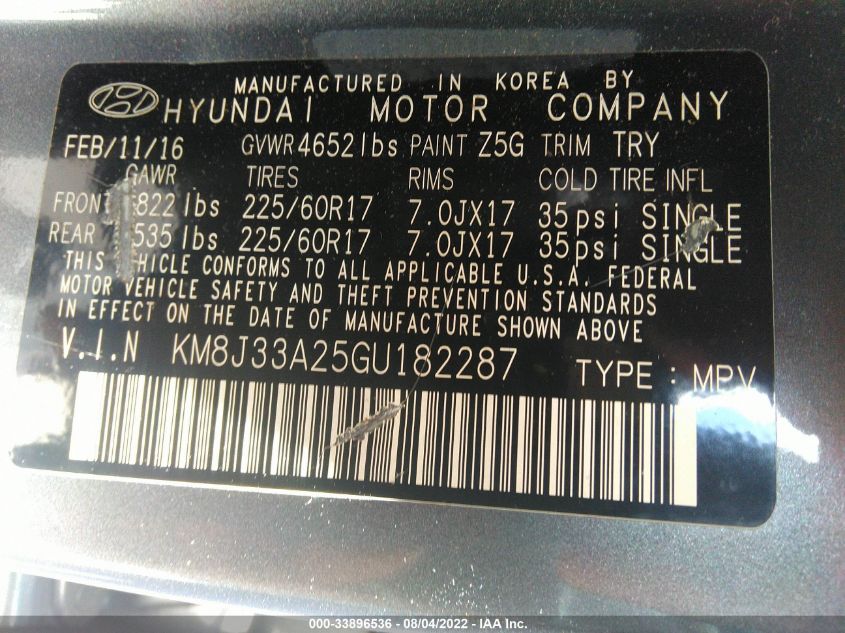 MANUFACTURED IN KOREA BY
HYUNDAI MOTOR COMPANY
FEB/11/16 GVWR 4652lbs PAINT Z5G TRIM TRY
GAWR TIRES RIMS COLD TIRE INFL
FRONT 822lbs 225/60R17 7.0JX17 35psi SINGLE
REAR 535lbs 225/60R17 7.0JX17 35psi SINGLE
THIS VEHICLE CONFORMS TO ALL APPLICABLE U.S.A. FEDERAL
MOTOR VEHICLE SAFETY AND THEFT PREVENTION STANDARDS
IN EFFECT ON THE DATE OF MANUFACTURE SHOWN ABOVE
V.I.N KM8J33A25GU182287 TYPE : MPV
000-33896536 - 08/04/2022 - IAA Inc.